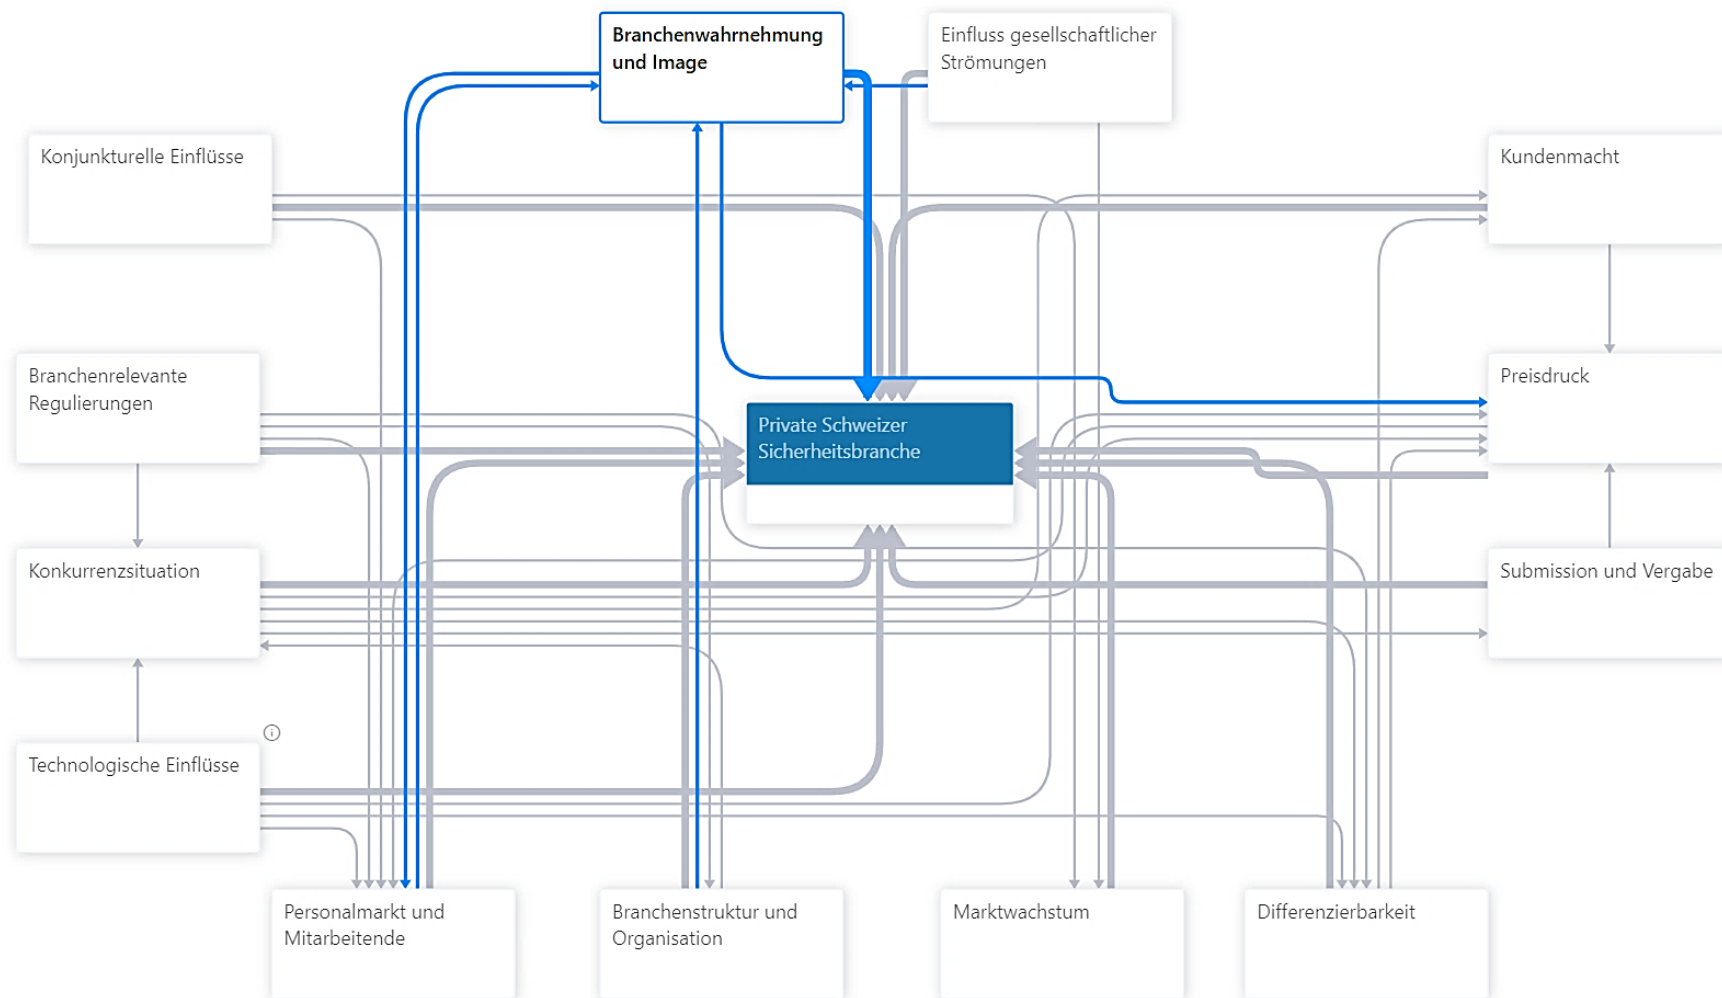 Branchenwahrnehmung
und Image
Einfluss gesellschaftlicher
Strömungen
Konjunkturelle Einflüsse
Kundenmacht
Branchenrelevante
Regulierungen
Preisdruck
Private Schweizer
Sicherheitsbranche
Konkurrenzsituation
Submission und Vergabe
Technologische Einflüsse
Personalmarkt und
Mitarbeitende
Branchenstruktur und
Organisation
Marktwachstum
Differenzierbarkeit